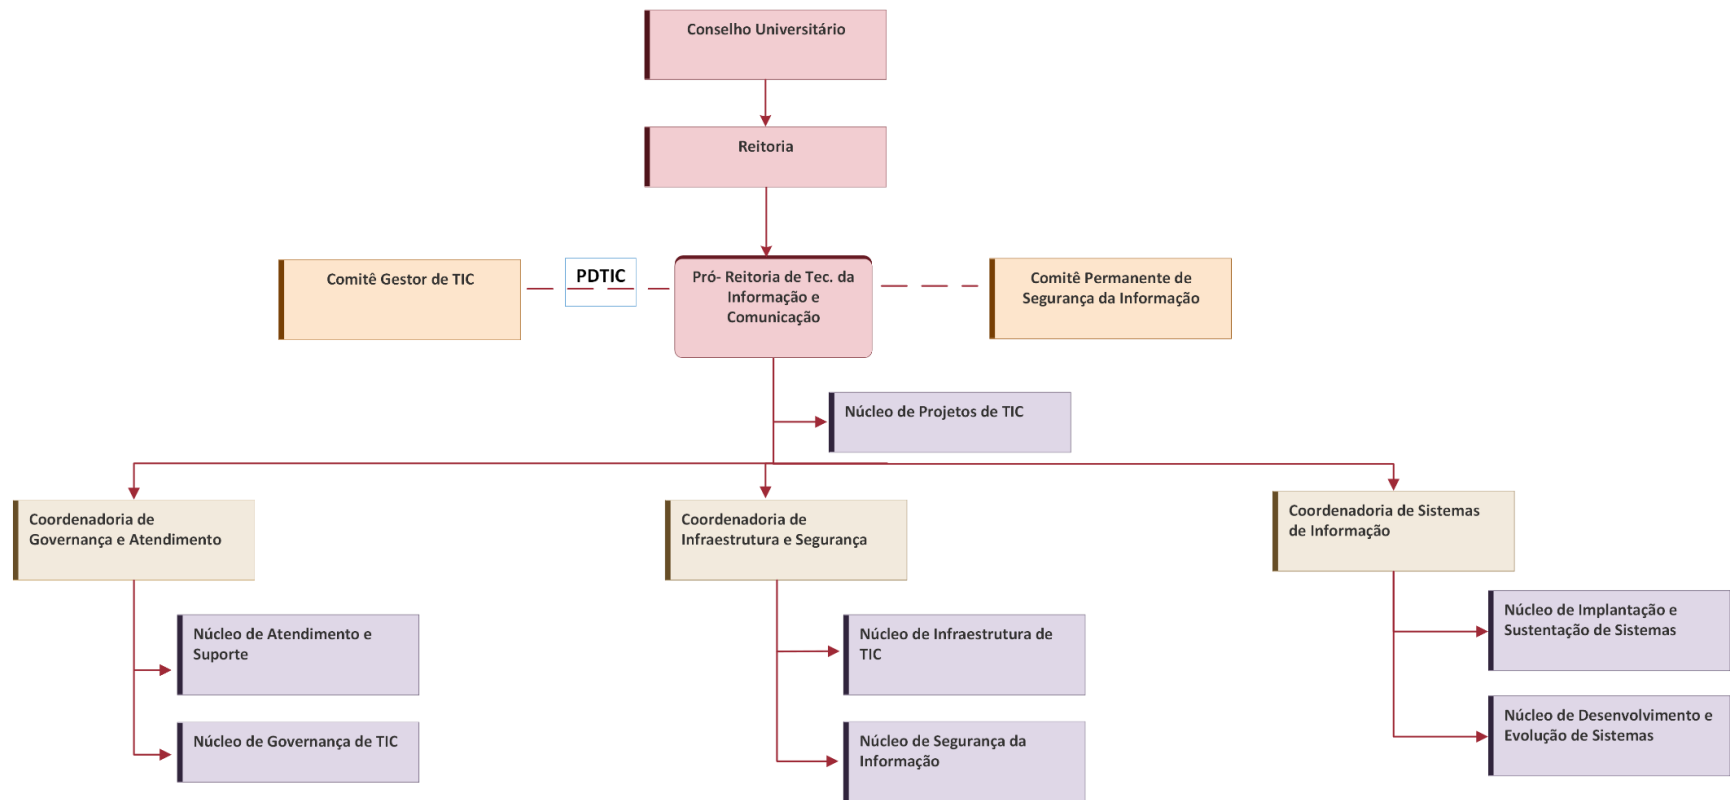 Conselho Universitário
Reitoria
Comitê Gestor de TIC
PDTIC
Pró- Reitoria de Tec. da
Informação e
Comunicação
Comitê Permanente de
Segurança da Informação
Núcleo de Projetos de TIC
Coordenadoria de
Governança e Atendimento
Coordenadoria de
Infraestrutura e Segurança
Coordenadoria de Sistemas
de Informação
Núcleo de Atendimento e
Suporte
Núcleo de Governança de TIC
Núcleo de Infraestrutura de
TIC
Núcleo de Segurança da
Informação
Núcleo de Implantação e
Sustentação de Sistemas
Núcleo de Desenvolvimento e
Evolução de Sistemas